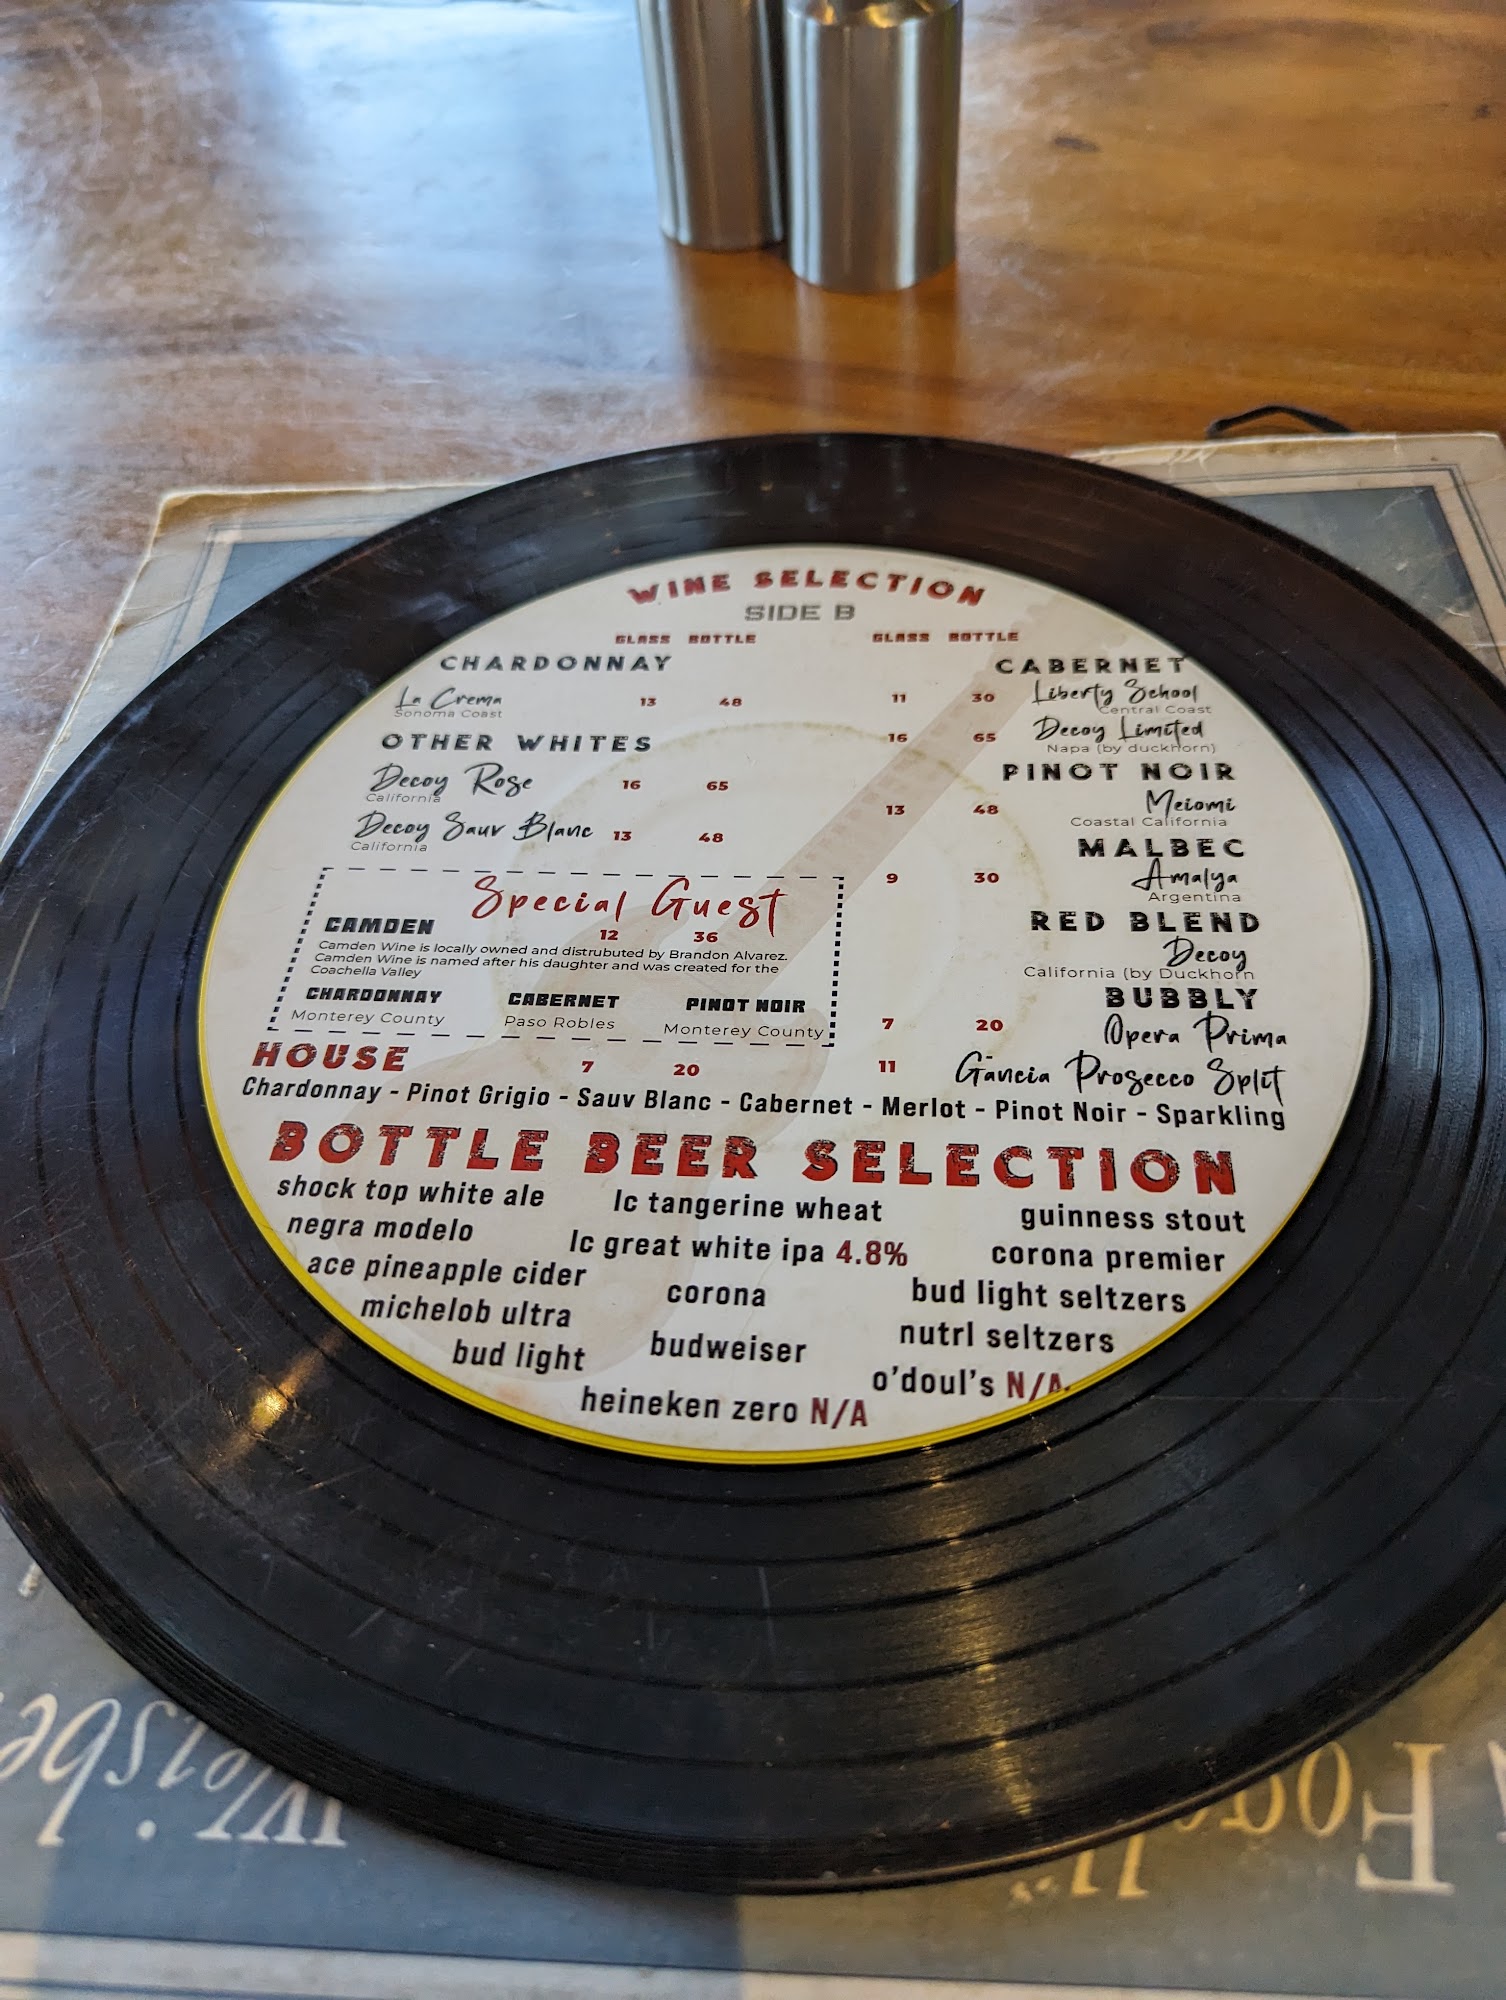 WINE SELECTION
SIDE B
GLASS BOTTLE
CHARDONNAY
La Crema 13 48
Sonoma Coast
OTHER WHITES
Decoy Rose 16 65
California
Decoy Sauv Blanc 13 48
California
Special Guest
CAMDEN 12 36
Camden Wine is locally owned and distrubuted by Brandon Alvarez.
Camden Wine is named after his daughter and was created for the
Coachella Valley
CHARDONNAY CABERNET PINOT NOIR
Monterey County Paso Robles Monterey County
GLASS BOTTLE
CABERNET
11 30 Liberty School
Central Coast
16 65 Decoy Limited
Napa (by duckhorn)
PINOT NOIR
13 48 Meiomi
Coastal California
MALBEC
9 30 Amalya
Argentina
RED BLEND
Decoy
California (by Duckhorn
BUBBLY
7 20 Opera Prima
11 Gancia Prosecco Split
HOUSE 7 20
Chardonnay - Pinot Grigio - Sauv Blanc - Cabernet - Merlot - Pinot Noir - Sparkling
BOTTLE BEER SELECTION
shock top white ale
negra modelo
ace pineapple cider
michelob ultra
bud light
lc tangerine wheat
lc great white ipa 4.8%
corona
budweiser
heineken zero N/A
guinness stout
corona premier
bud light seltzers
nutrl seltzers
o'doul's N/A